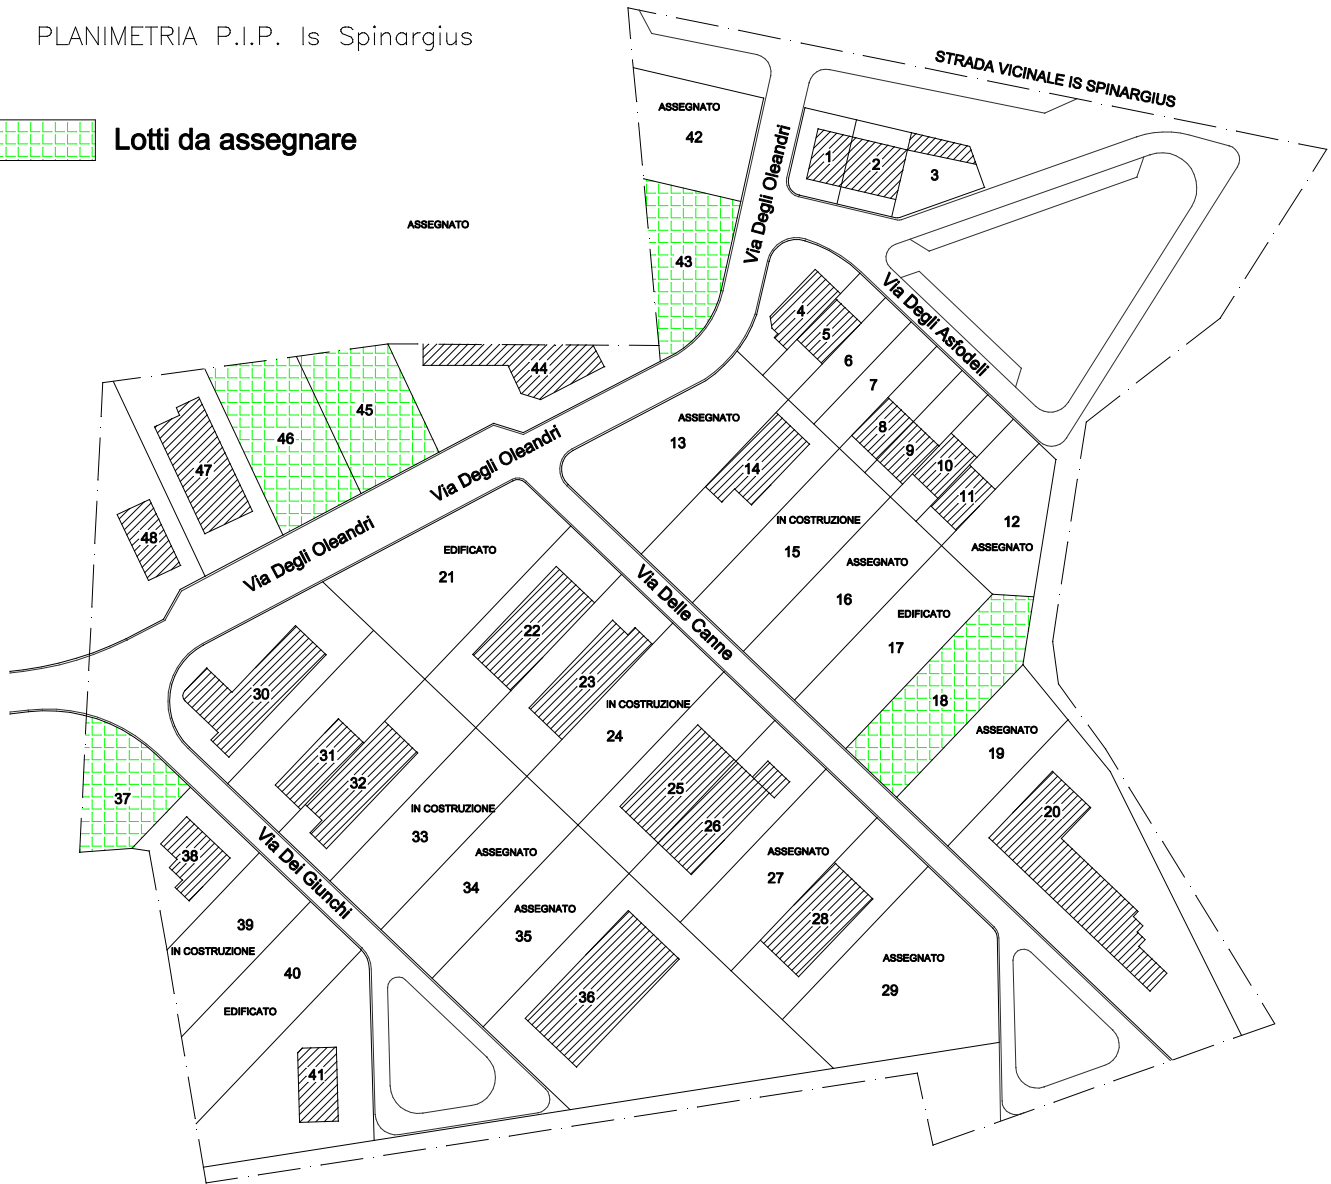 PLANIMETRIA P.I.P. Is Spinargius
STRADA VICINALE IS SPINARGIUS
Lotti da assegnare
ASSEGNATO
42
Via Degli Oleandri
1
2
3
ASSEGNATO
43
Via Degli Asfodeli
4
5
6
7
8
9
10
11
12
ASSEGNATO
44
45
46
47
48
Via Degli Oleandri
Via Degli Oleandri
ASSEGNATO
13
14
IN COSTRUZIONE
15
ASSEGNATO
16
EDIFICATO
17
18
ASSEGNATO
19
20
Via Delle Canne
EDIFICATO
21
22
23
IN COSTRUZIONE
24
25
26
ASSEGNATO
27
28
ASSEGNATO
29
30
31
32
IN COSTRUZIONE
33
ASSEGNATO
34
ASSEGNATO
35
36
37
38
Via Dei Giunchi
39
IN COSTRUZIONE
40
EDIFICATO
41